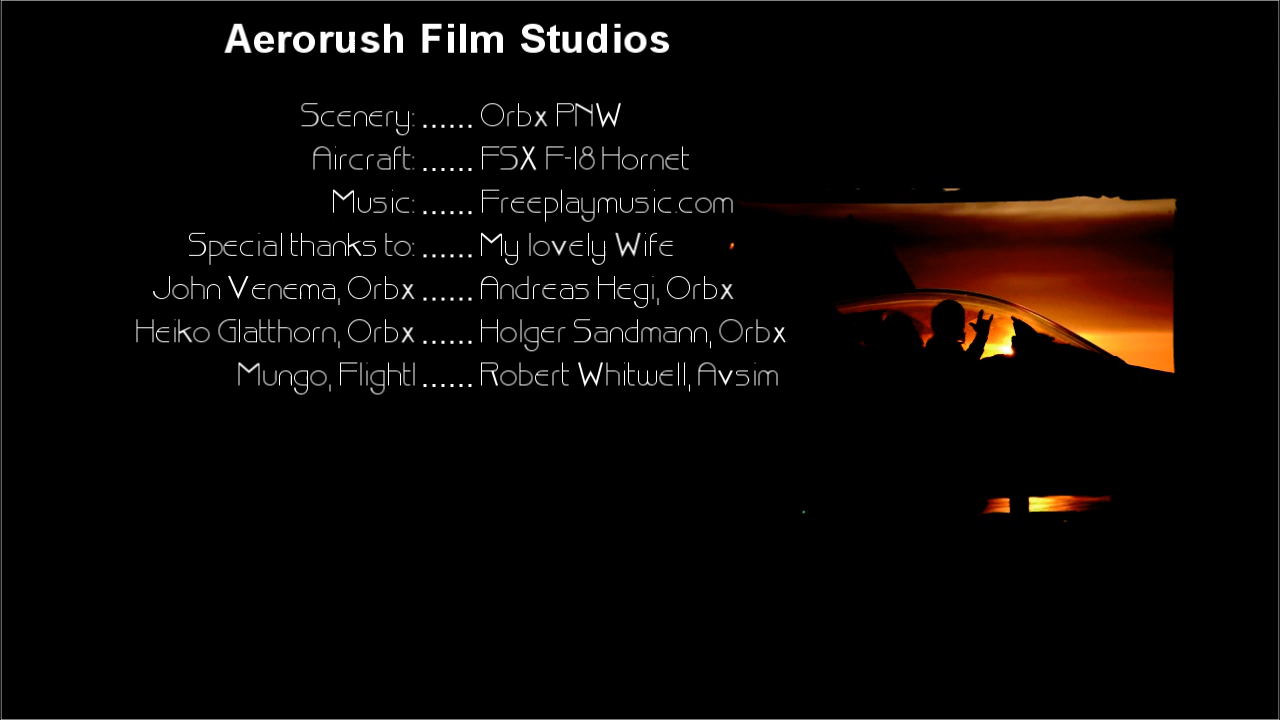 Aerorush Film Studios
Scenery: ...... Orbx PNW
Aircraft: ...... FSX F-18 Hornet
Music: ...... Freeplaymusic.com
Special thanks to: ...... My lovely Wife
John Venema, Orbx ...... Andreas Hegi, Orbx
Heiko Glatthorn, Orbx ...... Holger Sandmann, Orbx
Mungo, Flight1 ...... Robert Whitwell, Avsim